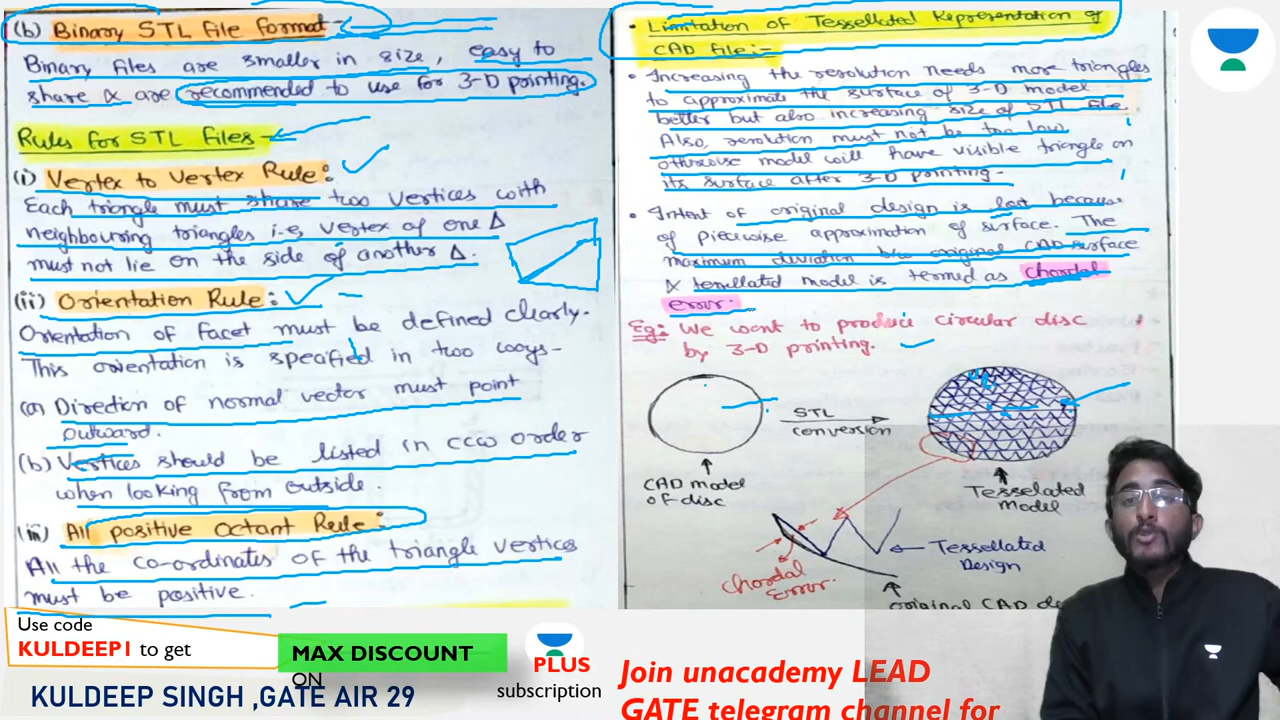 (b) Binary STL file format -
Binary files are smaller in size, easy to
share & are recommended to use for 3-D printing.
Rules for STL Files -
(i) Vertex to Vertex Rule :
Each triangle must share two vertices with
neighbouring triangles i.e, vertex of one Δ
must not lie on the side of another Δ.
(ii) Orientation Rule :
Orientation of facet must be defined clearly.
This orientation is specified in two ways -
(a) Direction of normal vector must point
outward.
(b) Vertices should be listed in CCW order
when looking from outside.
(iii) All positive Octant Rule :
All the co-ordinates of the triangle vertices
must be positive.
• Limitation of Tessellated Representation of
CAD file :-
• Increasing the resolution needs more triangles
to approximate the surface of 3-D model
better but also increasing size of STL file.
Also, resolution must not be too low
otherwise model will have visible triangle on
its surface after 3-D printing.
• Intent of original design is lost because
of piecewise approximation of surface. The
maximum deviation b/w original CAD surface
& tessellated model is termed as chordal
error.
Eg: We want to produce circular disc
by 3-D printing.
STL
conversion
CAD model
of disc
Tesselated
Model
Tessellated
Design
Chordal
Error
original CAD de
Use code
KULDEEP1 to get
MAX DISCOUNT
ON
PLUS
subscription
KULDEEP SINGH ,GATE AIR 29
Join unacademy LEAD
GATE telegram channel for